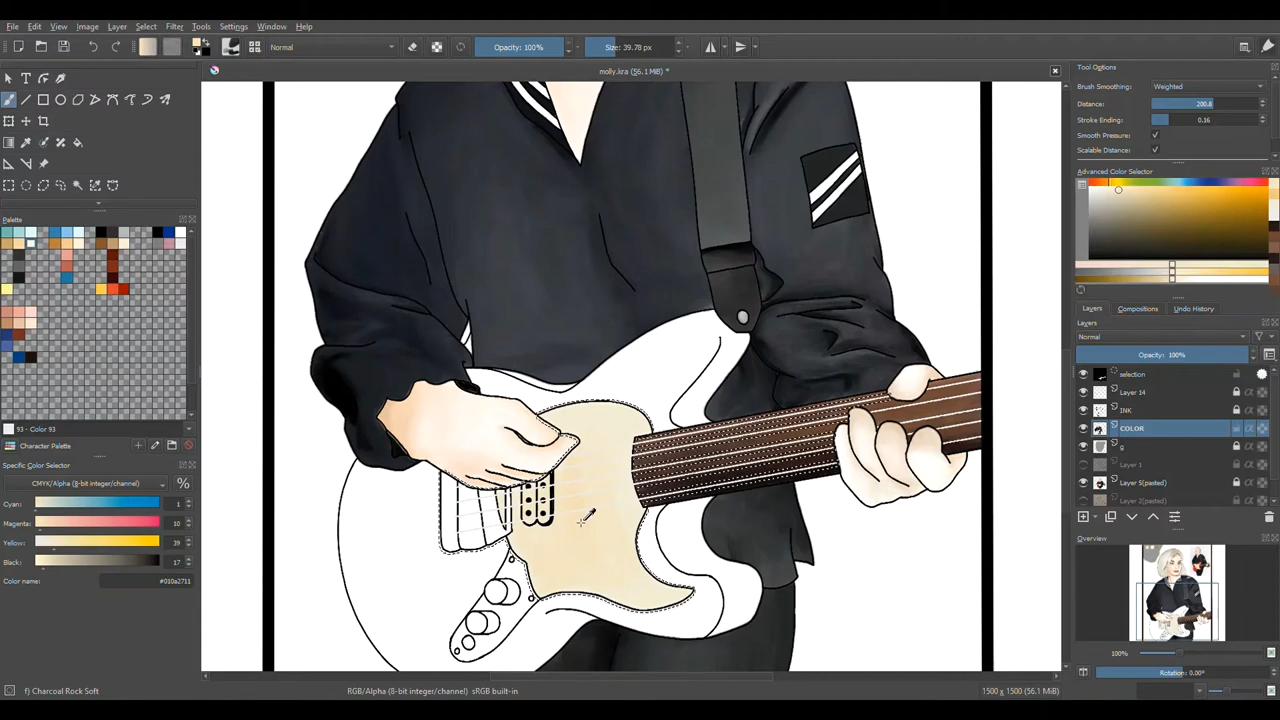 File Edit View Image Layer Select Filter Tools Settings Window Help
Normal Opacity: 100% Size: 39.78 px
molly.kra (56.1 MiB) *
Tool Options
Brush Smoothing: Weighted
Distance: 200.8
Stroke Ending: 0.16
Smooth Pressure:
Scalable Distance:
Advanced Color Selector
Palette
93 - Color 93
Character Palette
Specific Color Selector
CMYK/Alpha (8-bit integer/channel) %
Cyan: 1
Magenta: 10
Yellow: 39
Black: 17
Color name: #010a2711
Layers Compositions Undo History
Layers
Normal
Opacity: 100%
selection
Layer 14
INK
COLOR
g
Layer 1
Layer 5(pasted)
Layer 2(pasted)
Overview
100%
Rotation: 0.00°
f) Charcoal Rock Soft RGB/Alpha (8-bit integer/channel) sRGB built-in 1500 x 1500 (56.1 MiB)